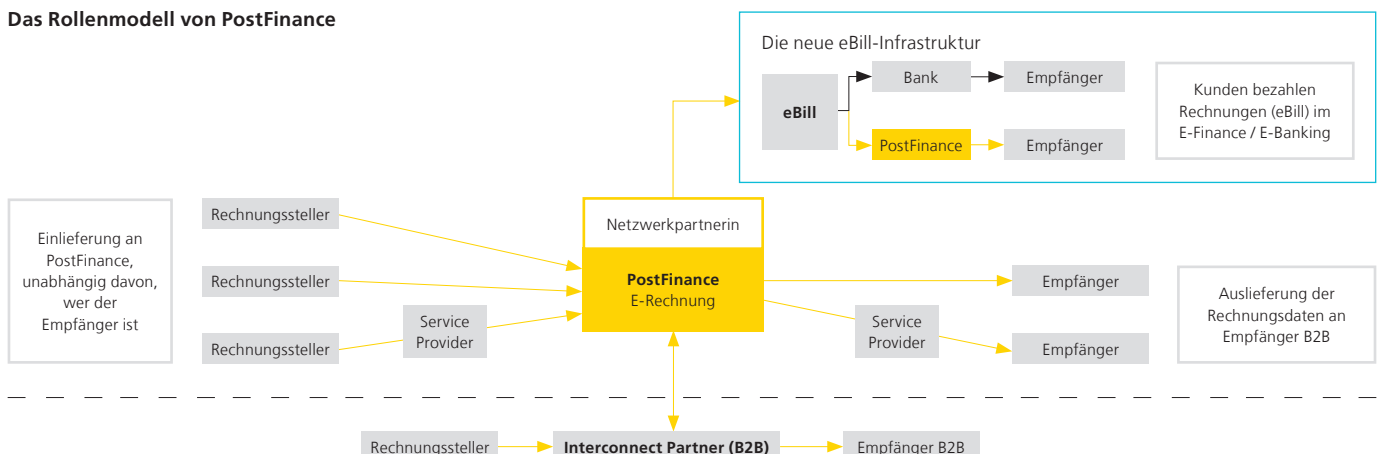 Das Rollenmodell von PostFinance
Die neue eBill-Infrastruktur
eBill
Bank
Empfänger
PostFinance
Empfänger
Kunden bezahlen
Rechnungen (eBill) im
E-Finance / E-Banking
Einlieferung an
PostFinance,
unabhängig davon,
wer der
Empfänger ist
Rechnungssteller
Rechnungssteller
Rechnungssteller
Service
Provider
Netzwerkpartnerin
PostFinance
E-Rechnung
Service
Provider
Empfänger
Empfänger
Auslieferung der
Rechnungsdaten an
Empfänger B2B
Rechnungssteller
Interconnect Partner (B2B)
Empfänger B2B